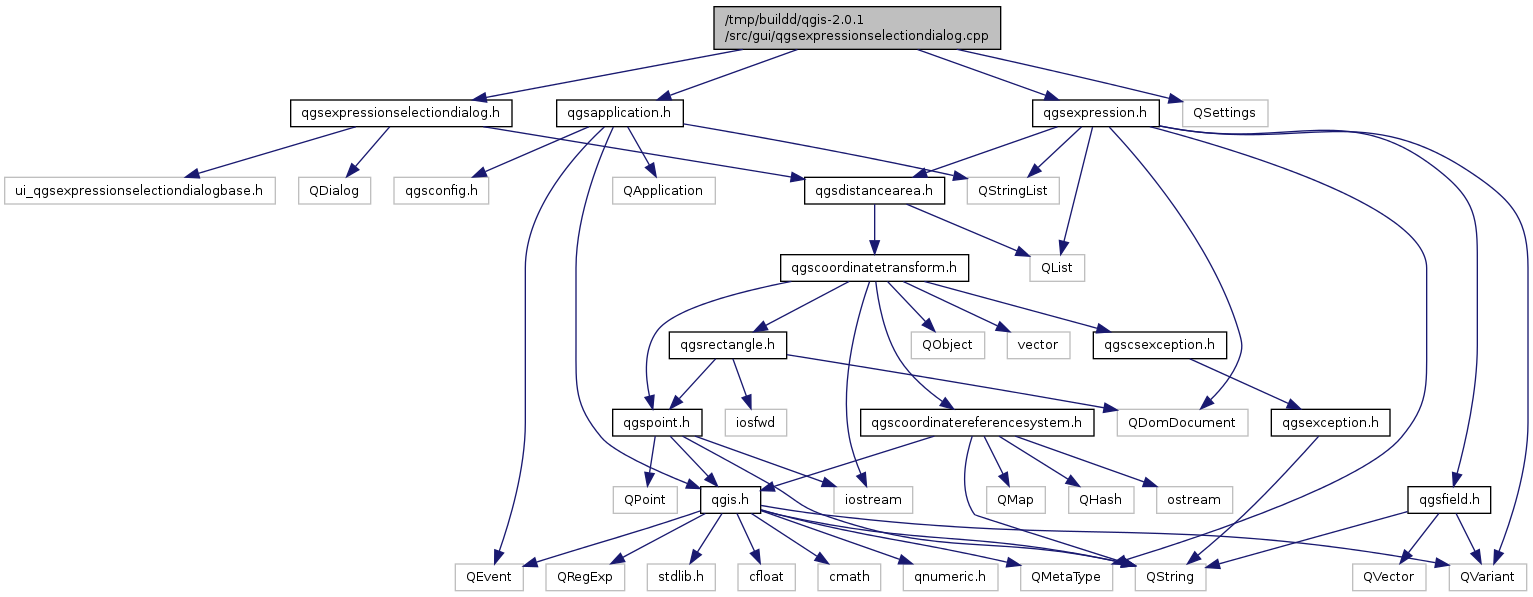 /tmp/buildd/qgis-2.0.1
/src/gui/qgsexpressionselectiondialog.cpp
qgsexpressionselectiondialog.h
qgsapplication.h
qgsexpression.h
QSettings
ui_qgsexpressionselectiondialogbase.h
QDialog
qgsconfig.h
QApplication
qgsdistancearea.h
QStringList
qgscoordinatetransform.h
QList
qgsrectangle.h
QObject
vector
qgscsexception.h
qgspoint.h
iosfwd
qgscoordinatereferencesystem.h
QDomDocument
qgsexception.h
QPoint
qgis.h
iostream
QMap
QHash
ostream
qgsfield.h
QEvent
QRegExp
stdlib.h
cfloat
cmath
qnumeric.h
QMetaType
QString
QVector
QVariant